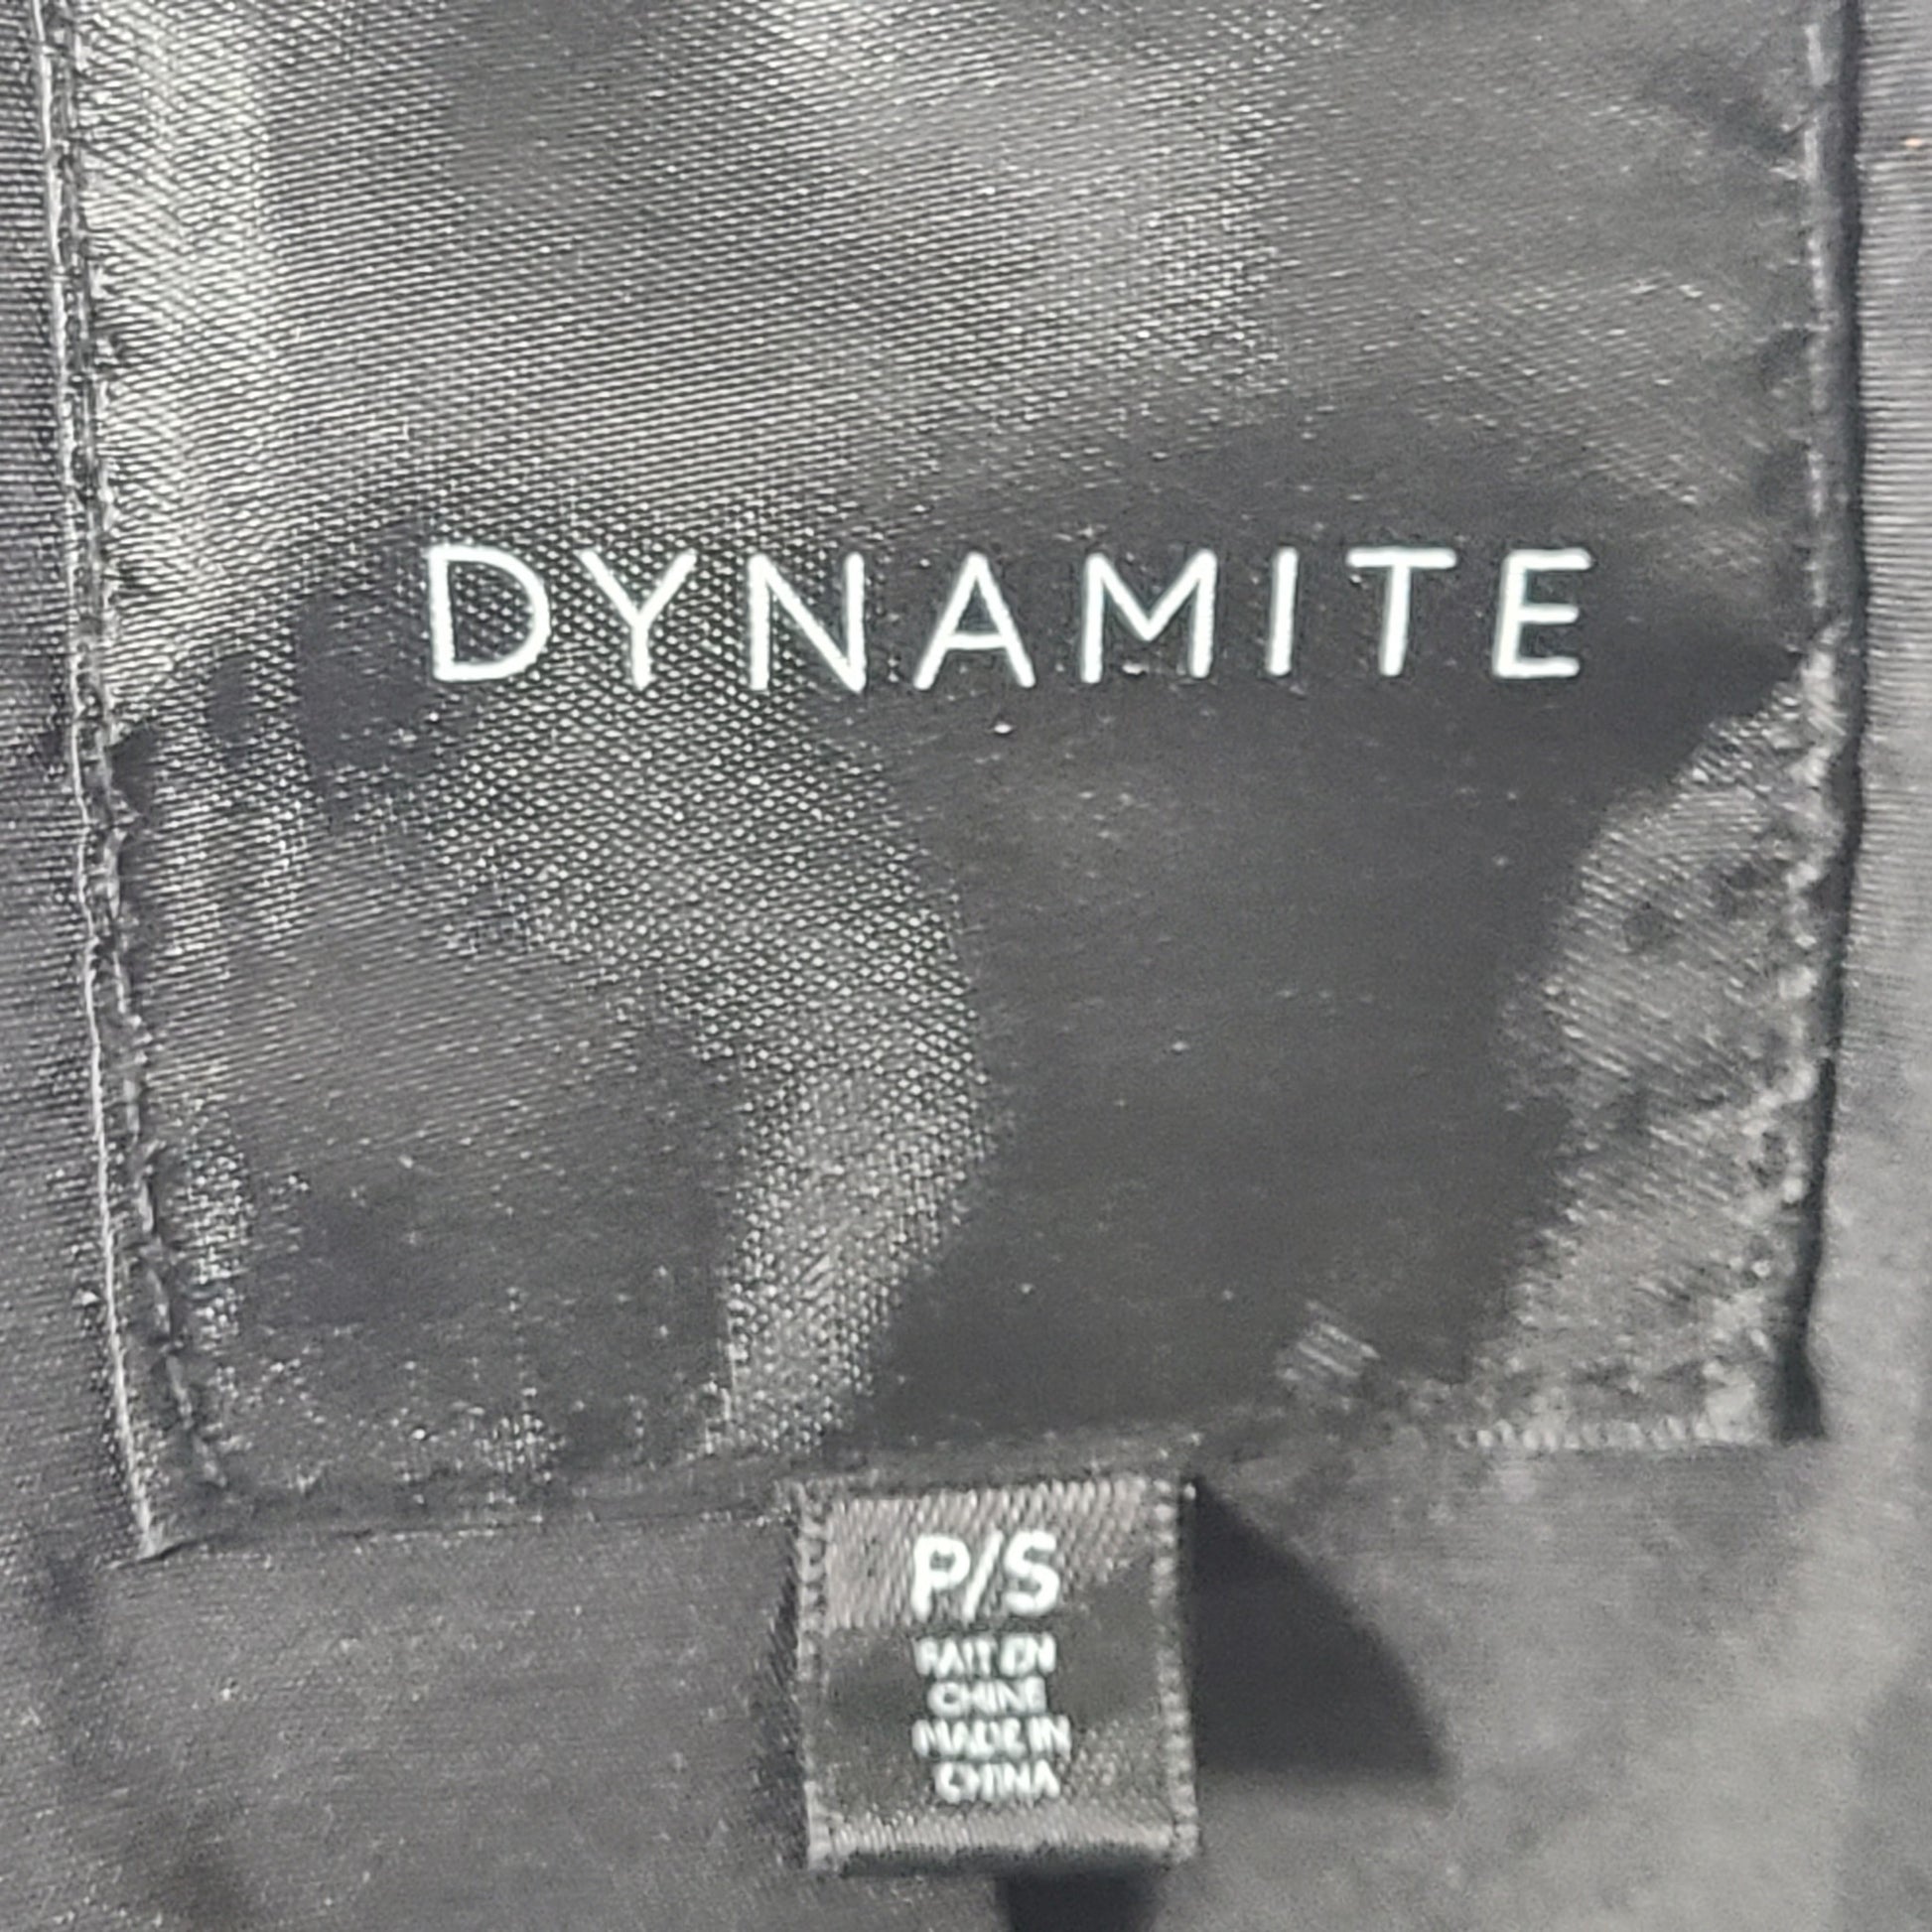 DYNAMITE
P/S
FAIT EN
CHINE
MADE IN
CHINA